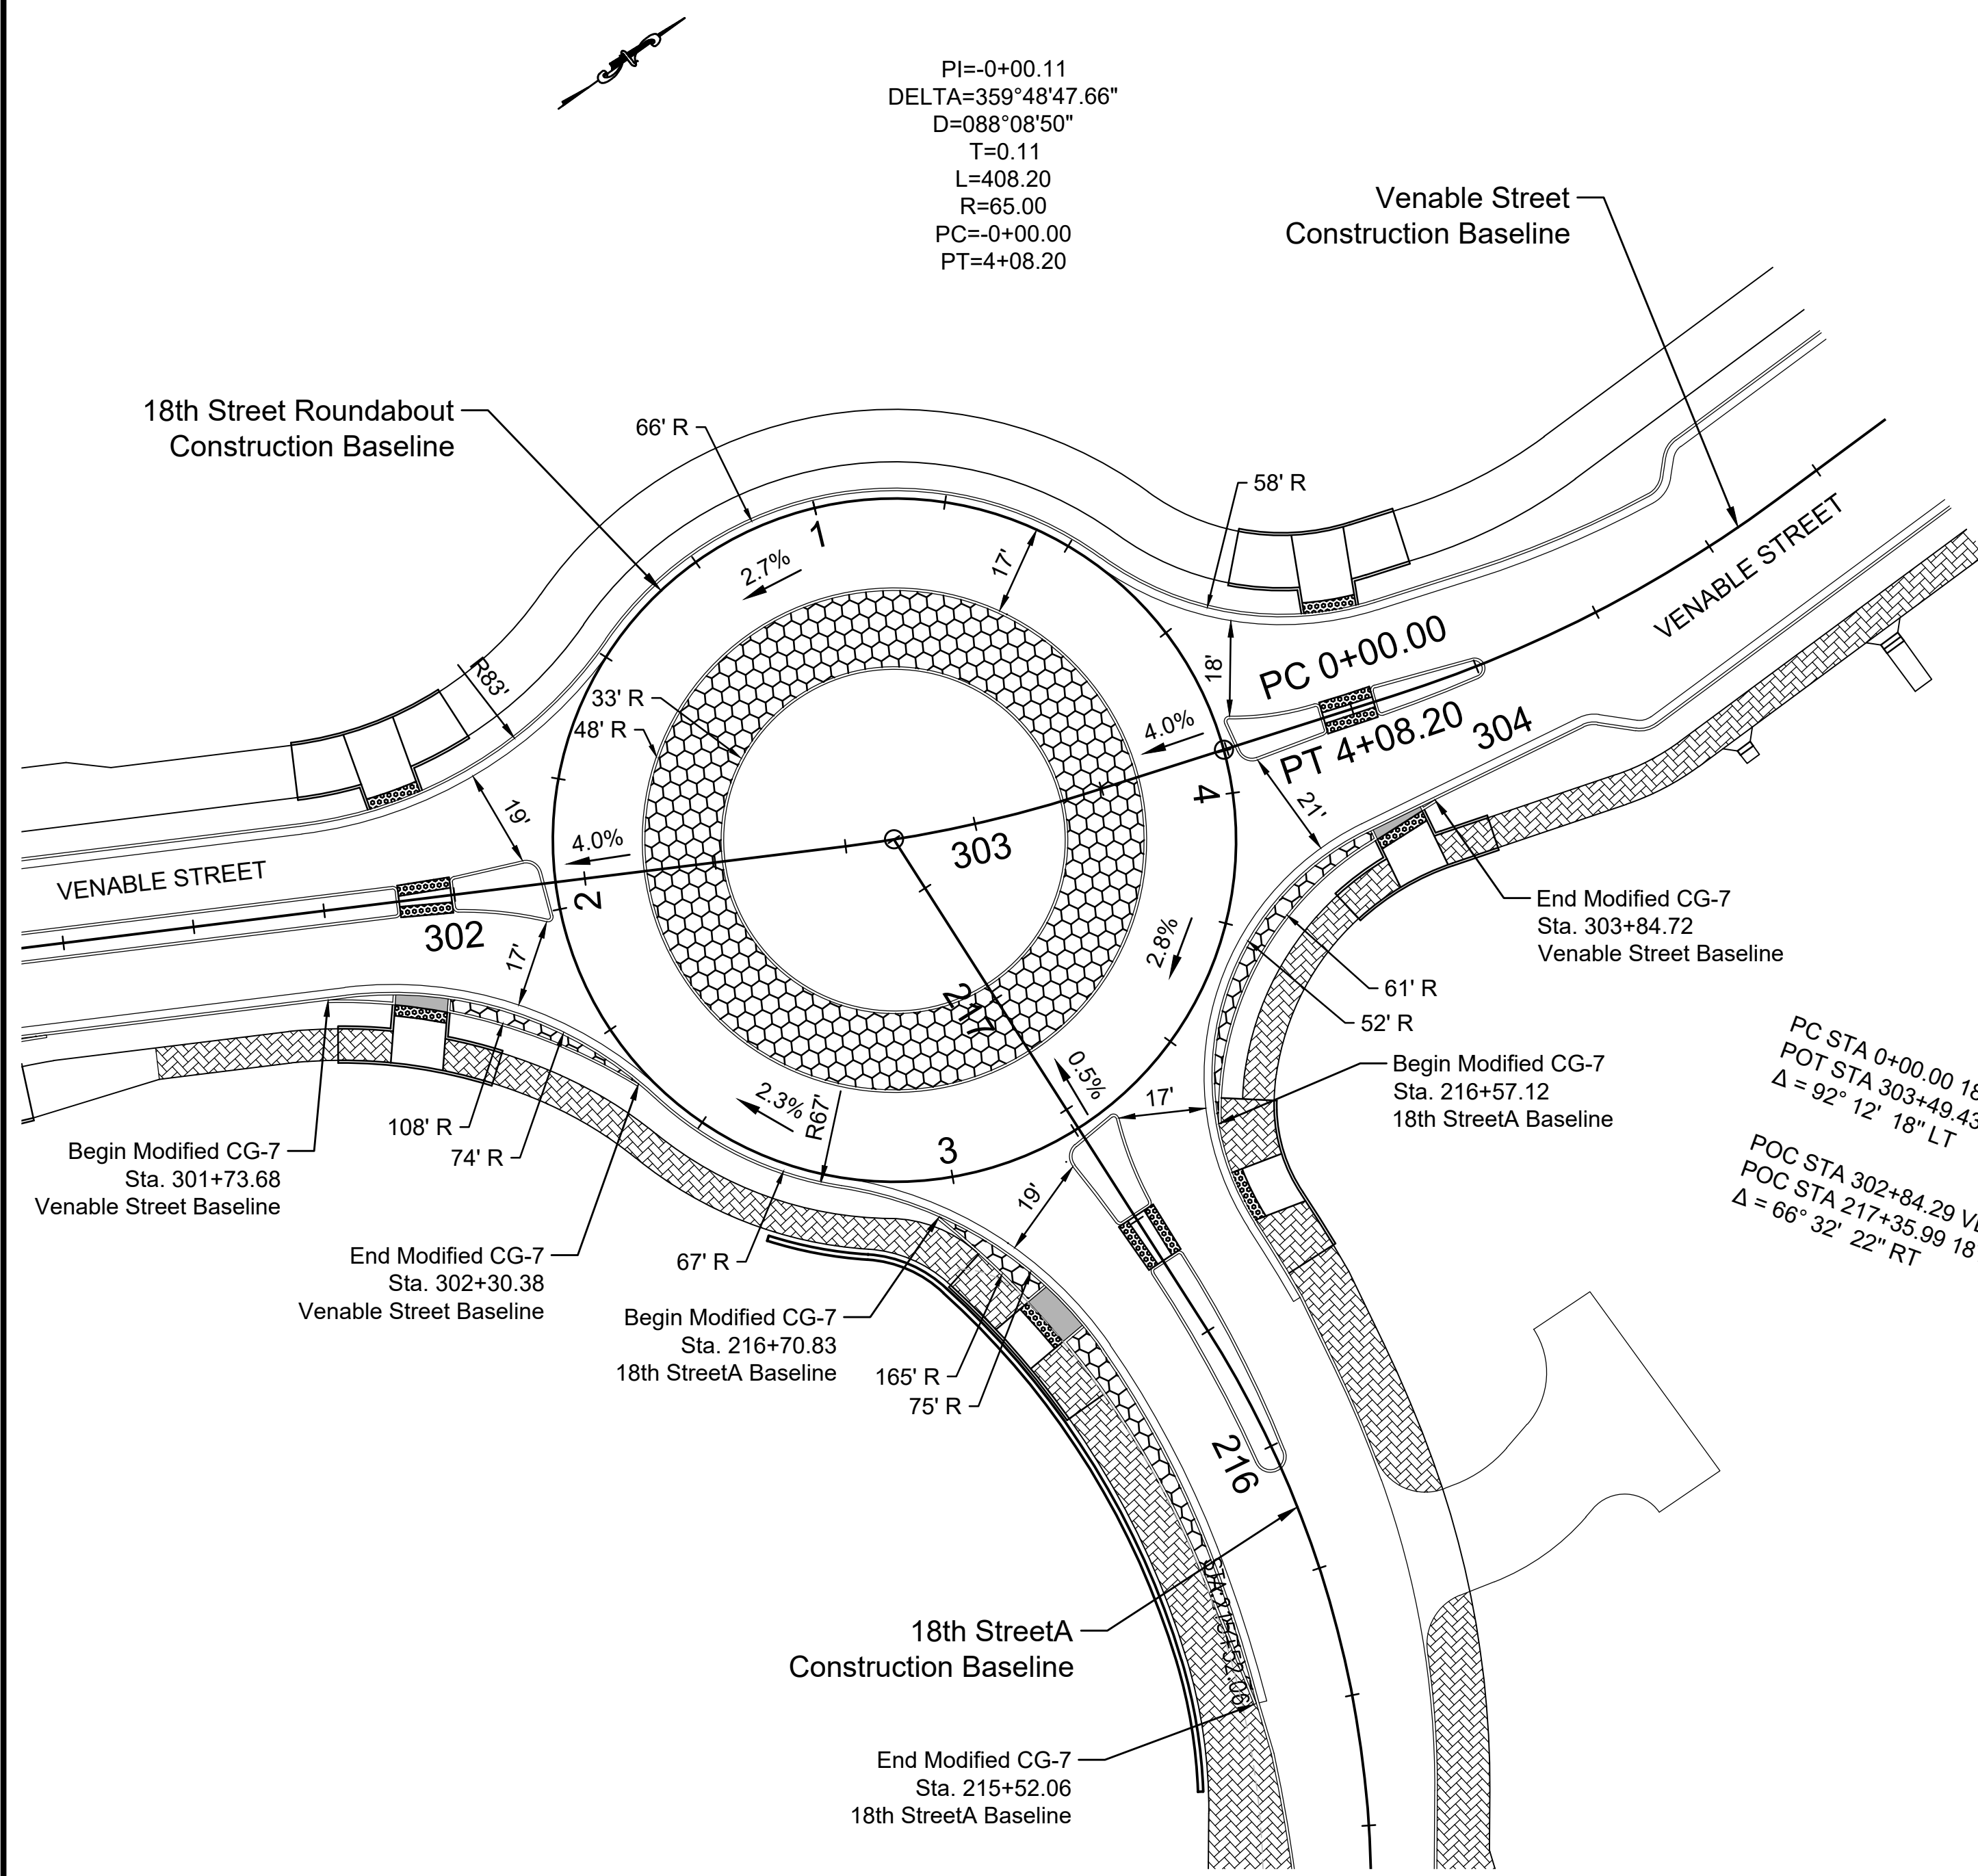 PI=-0+00.11
DELTA=359°48'47.66"
D=088°08'50"
T=0.11
L=408.20
R=65.00
PC=-0+00.00
PT=4+08.20
Venable Street
Construction Baseline
18th Street Roundabout
Construction Baseline
66' R
58' R
1
2.7%
17'
VENABLE STREET
PC 0+00.00
18'
R83'
33' R
48' R
4.0%
PT 4+08.20
304
19'
4.0%
4
21'
303
VENABLE STREET
2
302
End Modified CG-7
Sta. 303+84.72
Venable Street Baseline
17'
2.8%
61' R
217
52' R
PC STA 0+00.00 18
POT STA 303+49.43
Δ = 92° 12' 18" LT
Begin Modified CG-7
Sta. 216+57.12
18th StreetA Baseline
0.5%
17'
2.3%
R67'
108' R
74' R
3
Begin Modified CG-7
Sta. 301+73.68
Venable Street Baseline
POC STA 302+84.29
POC STA 217+35.99 18
Δ = 66° 32' 22" RT
19'
End Modified CG-7
Sta. 302+30.38
Venable Street Baseline
67' R
Begin Modified CG-7
Sta. 216+70.83
18th StreetA Baseline
165' R
75' R
216
STA:215+52.06
18th StreetA
Construction Baseline
End Modified CG-7
Sta. 215+52.06
18th StreetA Baseline